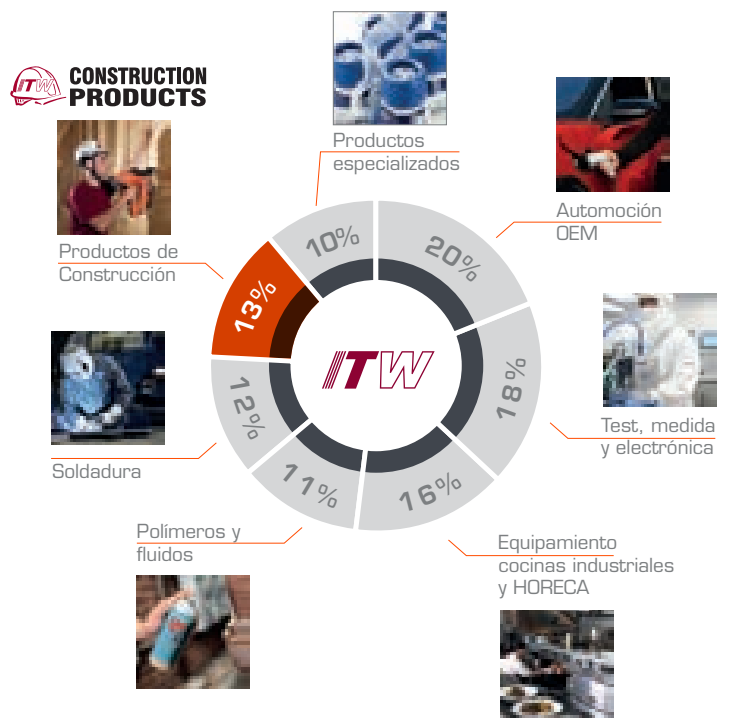 ITW
CONSTRUCTION
PRODUCTS
Productos
especializados
Automoción
OEM
Productos de
Construcción
10%
20%
13%
18%
ITW
12%
Test, medida
y electrónica
Soldadura
11%
16%
Polímeros y
fluidos
Equipamiento
cocinas industriales
y HORECA